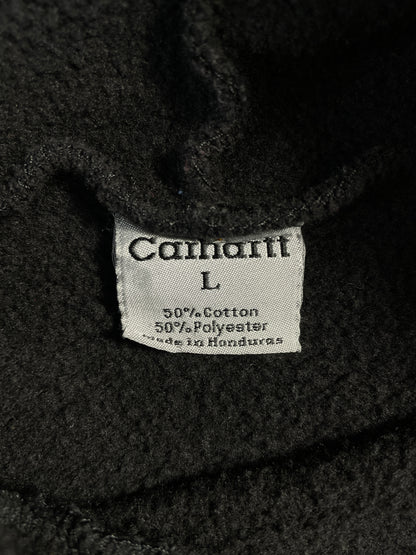 Carhartt
L
50% Cotton
50% Polyester
Made in Honduras